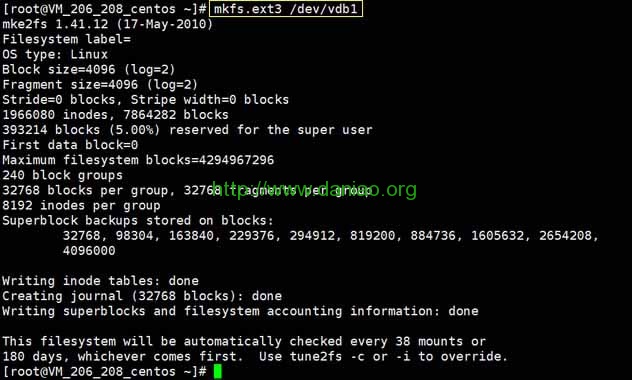 [root@VM_206_208_centos ~]# mkfs.ext3 /dev/vdb1
mke2fs 1.41.12 (17-May-2010)
Filesystem label=
OS type: Linux
Block size=4096 (log=2)
Fragment size=4096 (log=2)
Stride=0 blocks, Stripe width=0 blocks
1966080 inodes, 7864282 blocks
393214 blocks (5.00%) reserved for the super user
First data block=0
Maximum filesystem blocks=4294967296
240 block groups
32768 blocks per group, 32768 fragments per group
http://www.daniao.org
8192 inodes per group
Superblock backups stored on blocks:
32768, 98304, 163840, 229376, 294912, 819200, 884736, 1605632, 2654208,
4096000
Writing inode tables: done
Creating journal (32768 blocks): done
Writing superblocks and filesystem accounting information: done
This filesystem will be automatically checked every 38 mounts or
180 days, whichever comes first.  Use tune2fs -c or -i to override.
[root@VM_206_208_centos ~]#